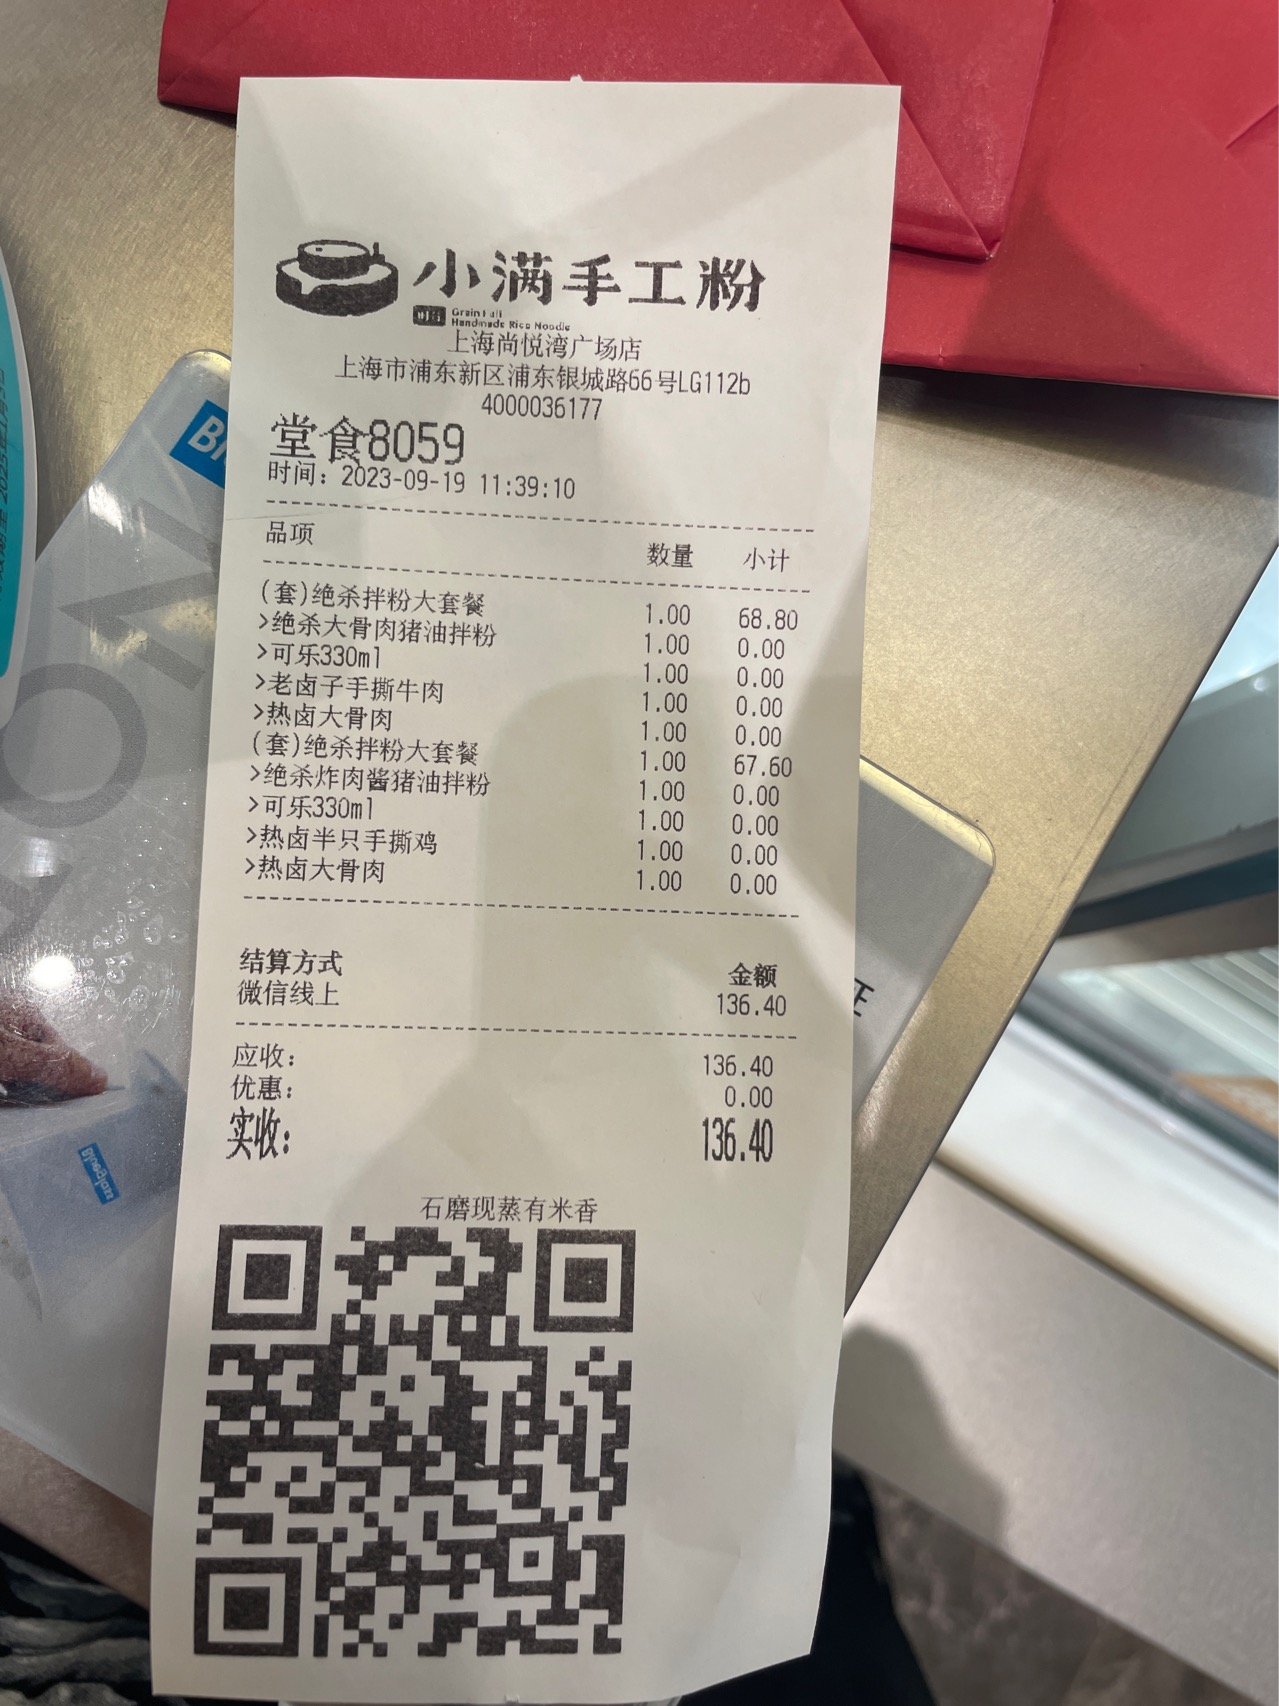 小满手工粉
Handmade Rice Noodle
上海尚悦湾广场店
上海市浦东新区浦东银城路66号LG112b
4000036177
堂食8059
时间：2023-09-19 11:39:10
品项 数量 小计
(套)绝杀拌粉大套餐 1.00 68.80
>绝杀大骨肉猪油拌粉 1.00 0.00
>可乐330ml 1.00 0.00
>老卤子手撕牛肉 1.00 0.00
>热卤大骨肉 1.00 0.00
(套)绝杀拌粉大套餐 1.00 67.60
>绝杀炸肉酱猪油拌粉 1.00 0.00
>可乐330ml 1.00 0.00
>热卤半只手撕鸡 1.00 0.00
>热卤大骨肉 1.00 0.00
结算方式 金额
微信线上 136.40
应收： 136.40
优惠： 0.00
实收： 136.40
石磨现蒸有米香